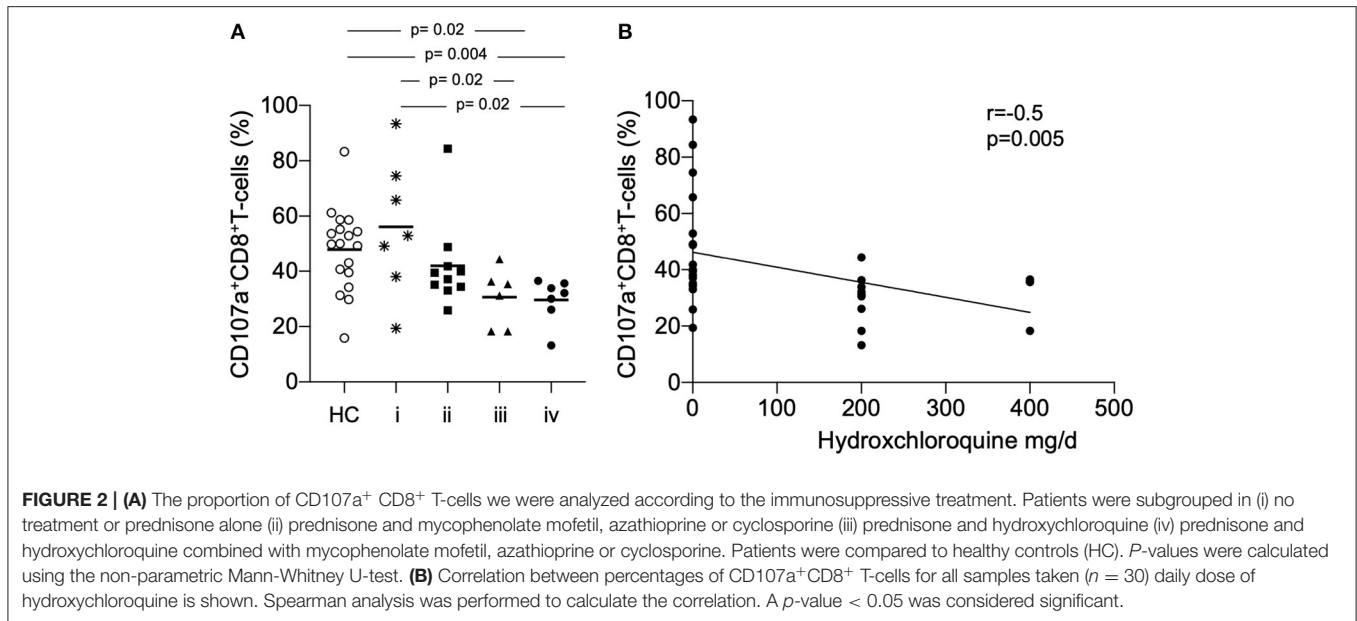 A
p= 0.02
p= 0.004
p= 0.02
p= 0.02
CD107a⁺CD8⁺T-cells (%)
100
80
60
40
20
0
HC i ii iii iv
B
r=-0.5
p=0.005
CD107a⁺CD8⁺T-cells (%)
100
80
60
40
20
0
0 100 200 300 400 500
Hydroxchloroquine mg/d
FIGURE 2 | (A) The proportion of CD107a⁺ CD8⁺ T-cells we were analyzed according to the immunosuppressive treatment. Patients were subgrouped in (i) no
treatment or prednisone alone (ii) prednisone and mycophenolate mofetil, azathioprine or cyclosporine (iii) prednisone and hydroxychloroquine (iv) prednisone and
hydroxychloroquine combined with mycophenolate mofetil, azathioprine or cyclosporine. Patients were compared to healthy controls (HC). P-values were calculated
using the non-parametric Mann-Whitney U-test. (B) Correlation between percentages of CD107a⁺CD8⁺ T-cells for all samples taken (n = 30) daily dose of
hydroxychloroquine is shown. Spearman analysis was performed to calculate the correlation. A p-value < 0.05 was considered significant.